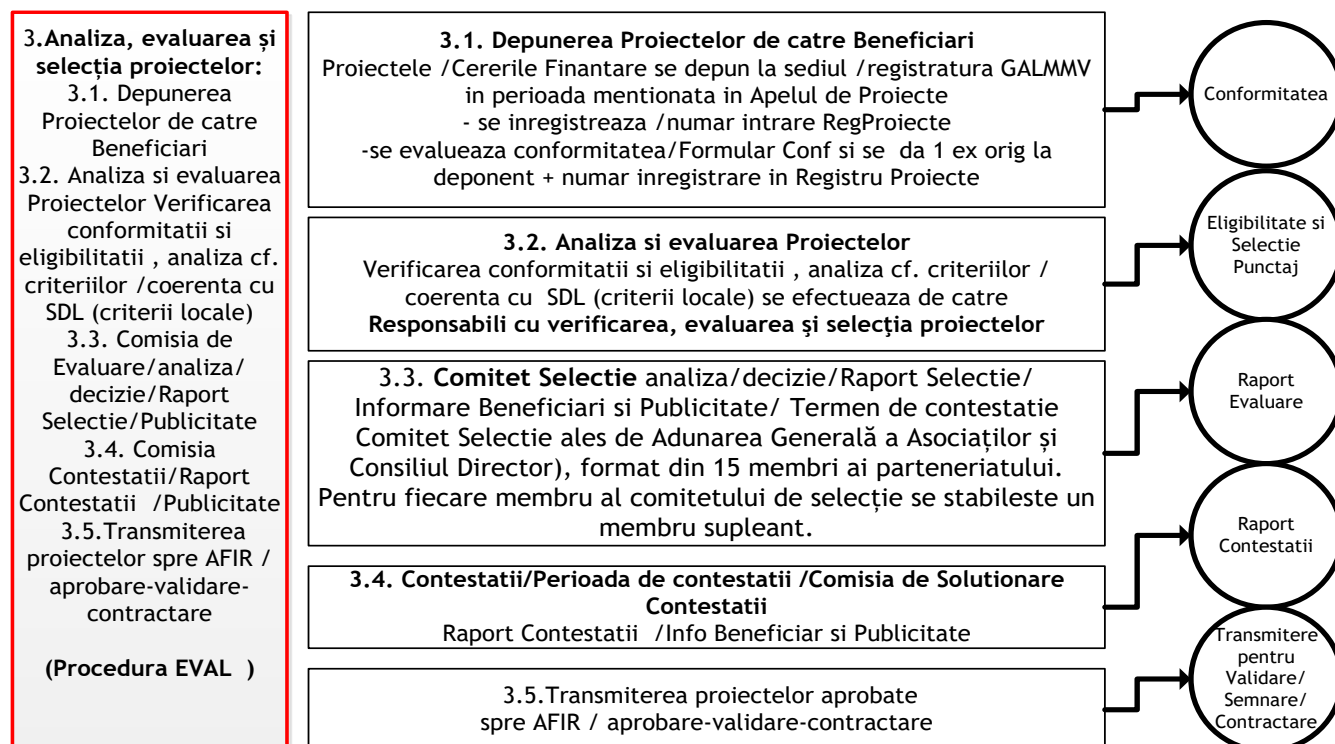 3.Analiza, evaluarea și
selecția proiectelor:
3.1. Depunerea
Proiectelor de catre
Beneficiari
3.2. Analiza si evaluarea
Proiectelor Verificarea
conformitatii si
eligibilitatii , analiza cf.
criteriilor /coerenta cu
SDL (criterii locale)
3.3. Comisia de
Evaluare/analiza/
decizie/Raport
Selectie/Publicitate
3.4. Comisia
Contestatii/Raport
Contestatii /Publicitate
3.5.Transmiterea
proiectelor spre AFIR /
aprobare-validare-
contractare
(Procedura EVAL )
3.1. Depunerea Proiectelor de catre Beneficiari
Proiectele /Cererile Finantare se depun la sediul /registratura GALMMV
in perioada mentionata in Apelul de Proiecte
- se inregistreaza /numar intrare RegProiecte
-se evalueaza conformitatea/Formular Conf si se da 1 ex orig la
deponent + numar inregistrare in Registru Proiecte
Conformitatea
3.2. Analiza si evaluarea Proiectelor
Verificarea conformitatii si eligibilitatii , analiza cf. criteriilor /
coerenta cu SDL (criterii locale) se efectueaza de catre
Responsabili cu verificarea, evaluarea şi selecția proiectelor
Eligibilitate si
Selectie
Punctaj
3.3. Comitet Selectie analiza/decizie/Raport Selectie/
Informare Beneficiari si Publicitate/ Termen de contestatie
Comitet Selectie ales de Adunarea Generală a Asociaților și
Consiliul Director), format din 15 membri ai parteneriatului.
Pentru fiecare membru al comitetului de selecție se stabileste un
membru supleant.
Raport
Evaluare
3.4. Contestatii/Perioada de contestatii /Comisia de Solutionare
Contestatii
Raport Contestatii /Info Beneficiar si Publicitate
Raport
Contestatii
3.5.Transmiterea proiectelor aprobate
spre AFIR / aprobare-validare-contractare
Transmitere
pentru
Validare/
Semnare/
Contractare